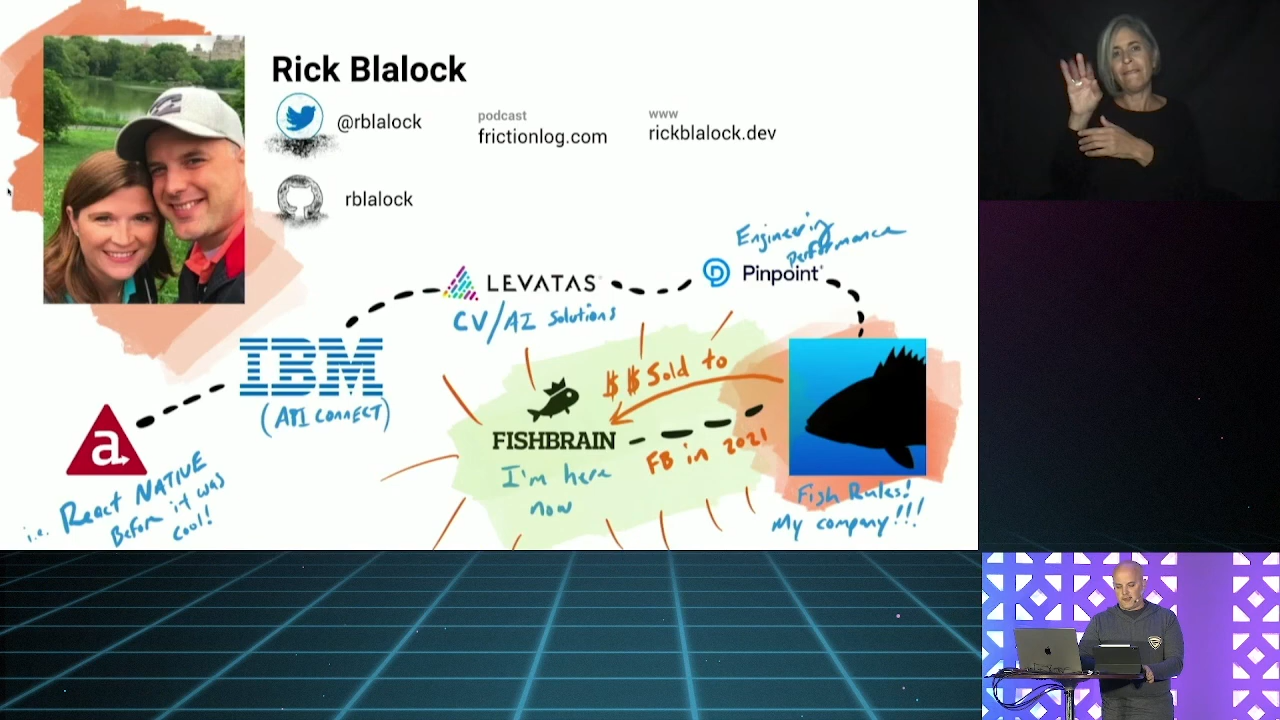 Rick Blalock
@rblalock
podcast
frictionlog.com
www
rickblalock.dev
rblalock
Engineering
performance
LEVATAS
Pinpoint
CV/AI Solutions
IBM
(API CONNECT)
$$ Sold to
FISHBRAIN
FB in 2021
I'm here
now
a
i.e. React NATIVE
Before it was
cool!
Fish Rules!
My company!!!